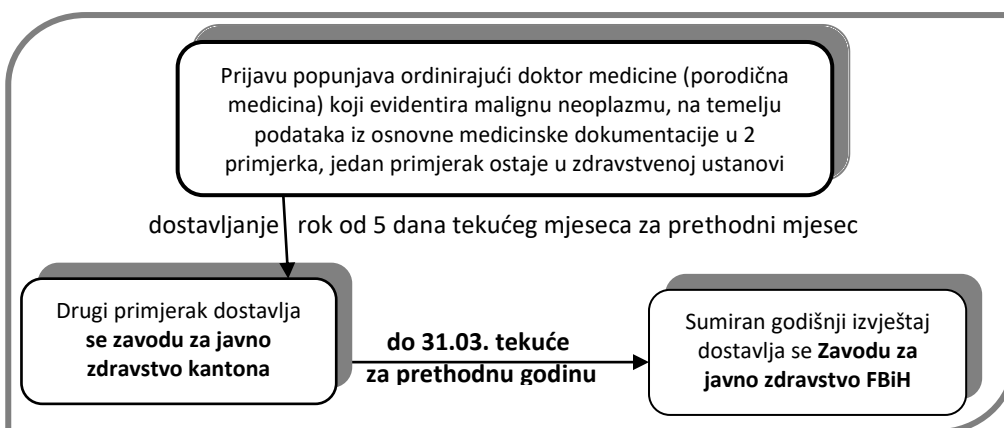 Prijavu popunjava ordinirajući doktor medicine (porodična
medicina) koji evidentira malignu neoplazmu, na temelju
podataka iz osnovne medicinske dokumentacije u 2
primjerka, jedan primjerak ostaje u zdravstvenoj ustanovi
dostavljanje rok od 5 dana tekućeg mjeseca za prethodni mjesec
Drugi primjerak dostavlja
se zavodu za javno
zdravstvo kantona
do 31.03. tekuće
za prethodnu godinu
Sumiran godišnji izvještaj
dostavlja se Zavodu za
javno zdravstvo FBiH